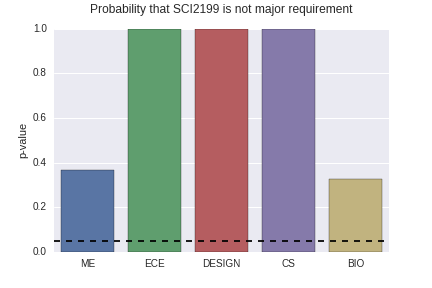 Probability that SCI2199 is not major requirement
p-value
1.0
0.8
0.6
0.4
0.2
0.0
ME ECE DESIGN CS BIO